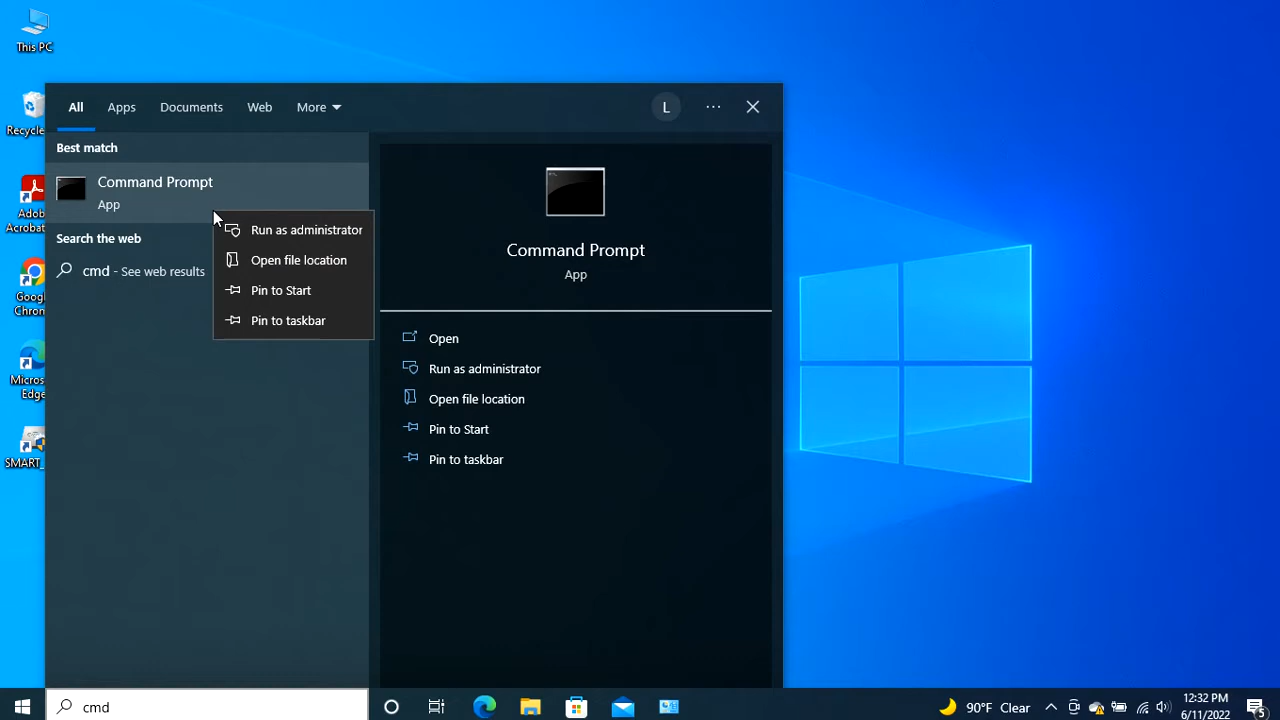 This PC
Recycle
Adobe
Acrobat
Google
Chrom
Micros
Edge
SMART_
All
Apps
Documents
Web
More
L
Best match
Command Prompt
App
Search the web
cmd - See web results
Run as administrator
Open file location
Pin to Start
Pin to taskbar
Command Prompt
App
Open
Run as administrator
Open file location
Pin to Start
Pin to taskbar
cmd
90°F Clear
12:32 PM
6/11/2022
5